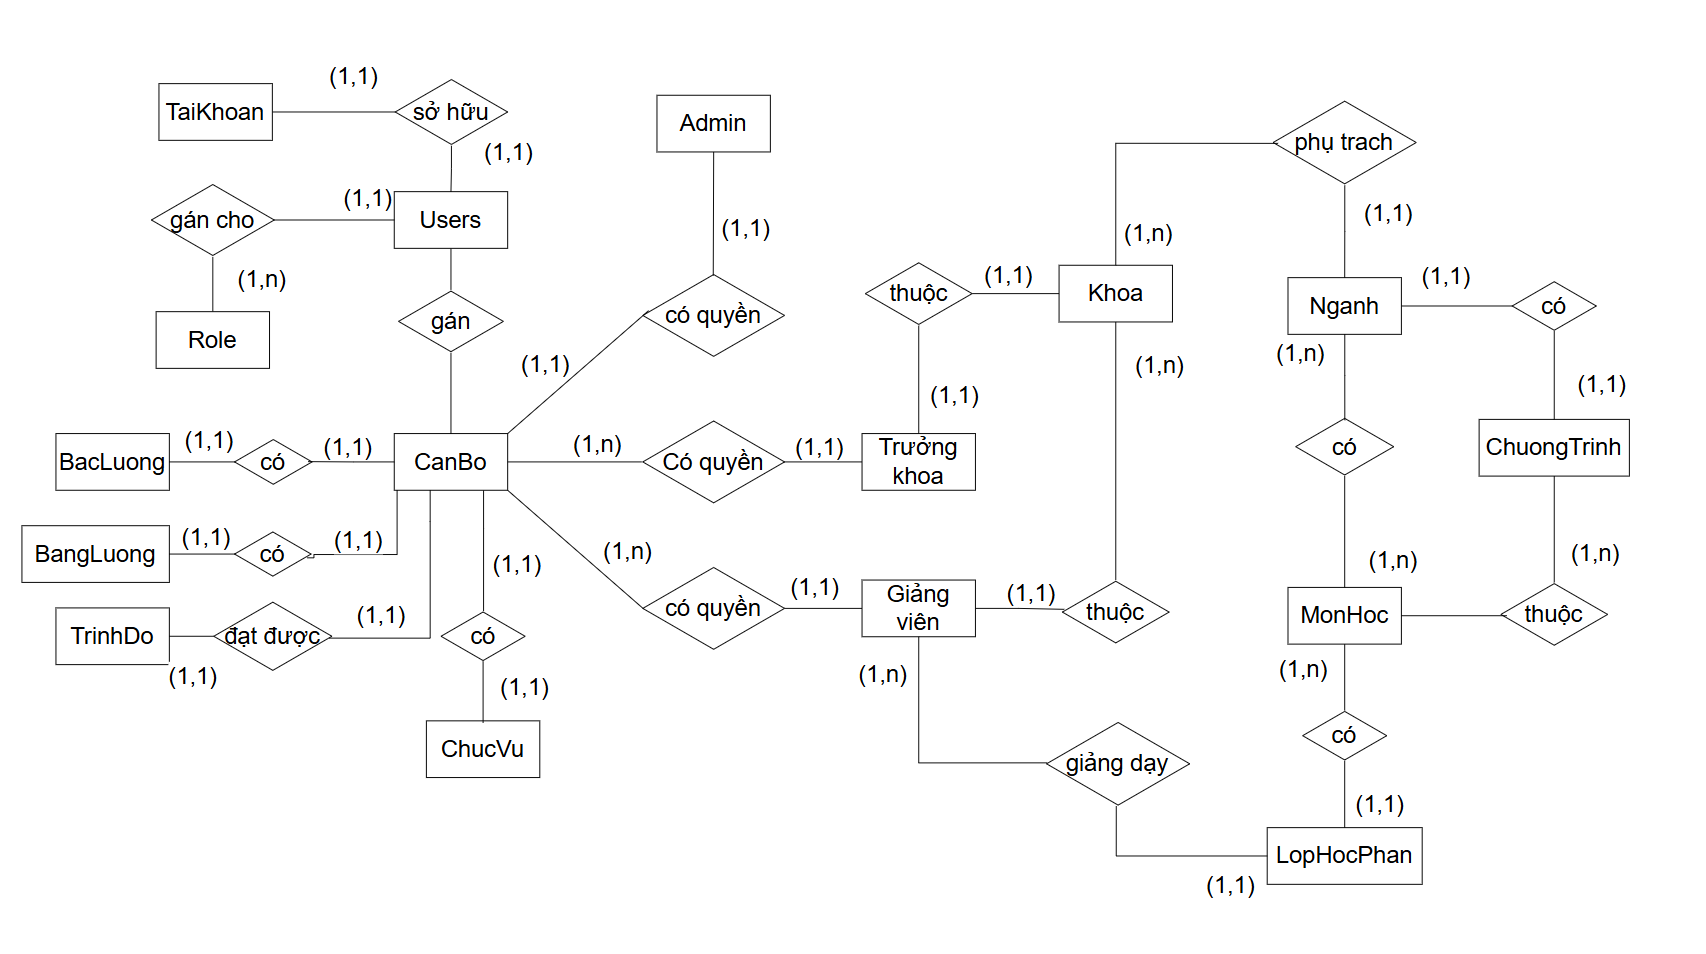 (1,1)
TaiKhoan
sở hữu
(1,1)
Admin
phụ trach
gán cho
(1,1)
Users
(1,1)
(1,n)
(1,1)
(1,n)
Role
gán
có quyền
thuộc
(1,1)
Khoa
Nganh
(1,1)
có
(1,1)
(1,n)
(1,n)
(1,1)
(1,1)
BacLuong
(1,1)
có
(1,1)
CanBo
(1,n)
Có quyền
(1,1)
Trưởng
khoa
có
ChuongTrinh
BangLuong
(1,1)
có
(1,1)
(1,1)
(1,n)
(1,n)
(1,n)
TrinhDo
(1,1)
đạt được
(1,1)
có
có quyền
(1,1)
Giảng
viên
(1,1)
thuộc
MonHoc
thuộc
(1,1)
(1,n)
(1,n)
ChucVu
giảng dạy
có
(1,1)
LopHocPhan
(1,1)